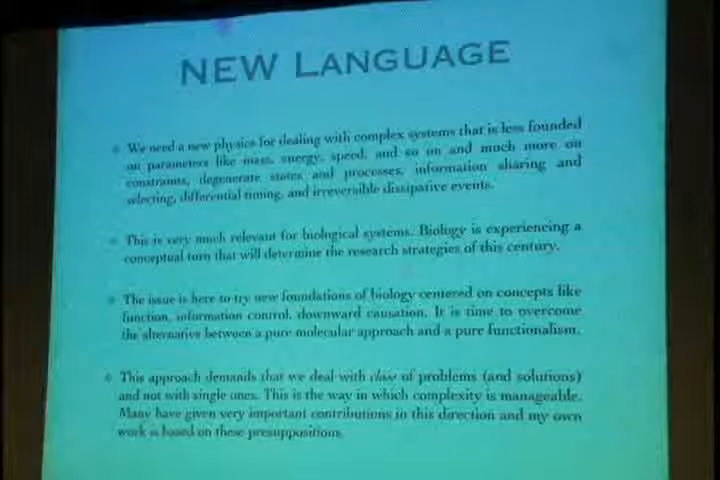 NEW LANGUAGE
We need a new physics for dealing with complex systems that is less founded
on parameters like mass, energy, speed, and so on and much more on
constraints, degenerate states and processes, information sharing and
selecting, differential timing, and irreversible dissipative events.
This is very much relevant for biological systems. Biology is experiencing a
conceptual turn that will determine the research strategies of this century.
The issue is here to try new foundations of biology centered on concepts like
function, information control, downward causation. It is time to overcome
the alternative between a pure molecular approach and a pure functionalism.
This approach demands that we deal with class of problems (and solutions)
and not with single ones. This is the way in which complexity is manageable.
Many have given very important contributions in this direction and my own
work is based on these presuppositions.